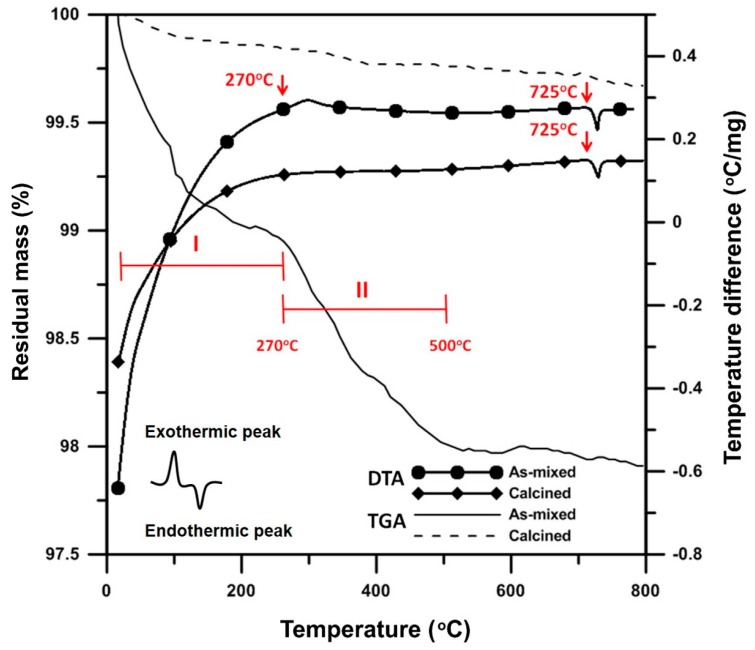 100
99.5
99
98.5
98
97.5
Residual mass (%)
0.4
0.2
0
-0.2
-0.4
-0.6
-0.8
Temperature difference (°C/mg)
270°C
725°C
725°C
I
II
270°C
500°C
Exothermic peak
Endothermic peak
DTA
As-mixed
Calcined
TGA
As-mixed
Calcined
0
200
400
600
800
Temperature (°C)